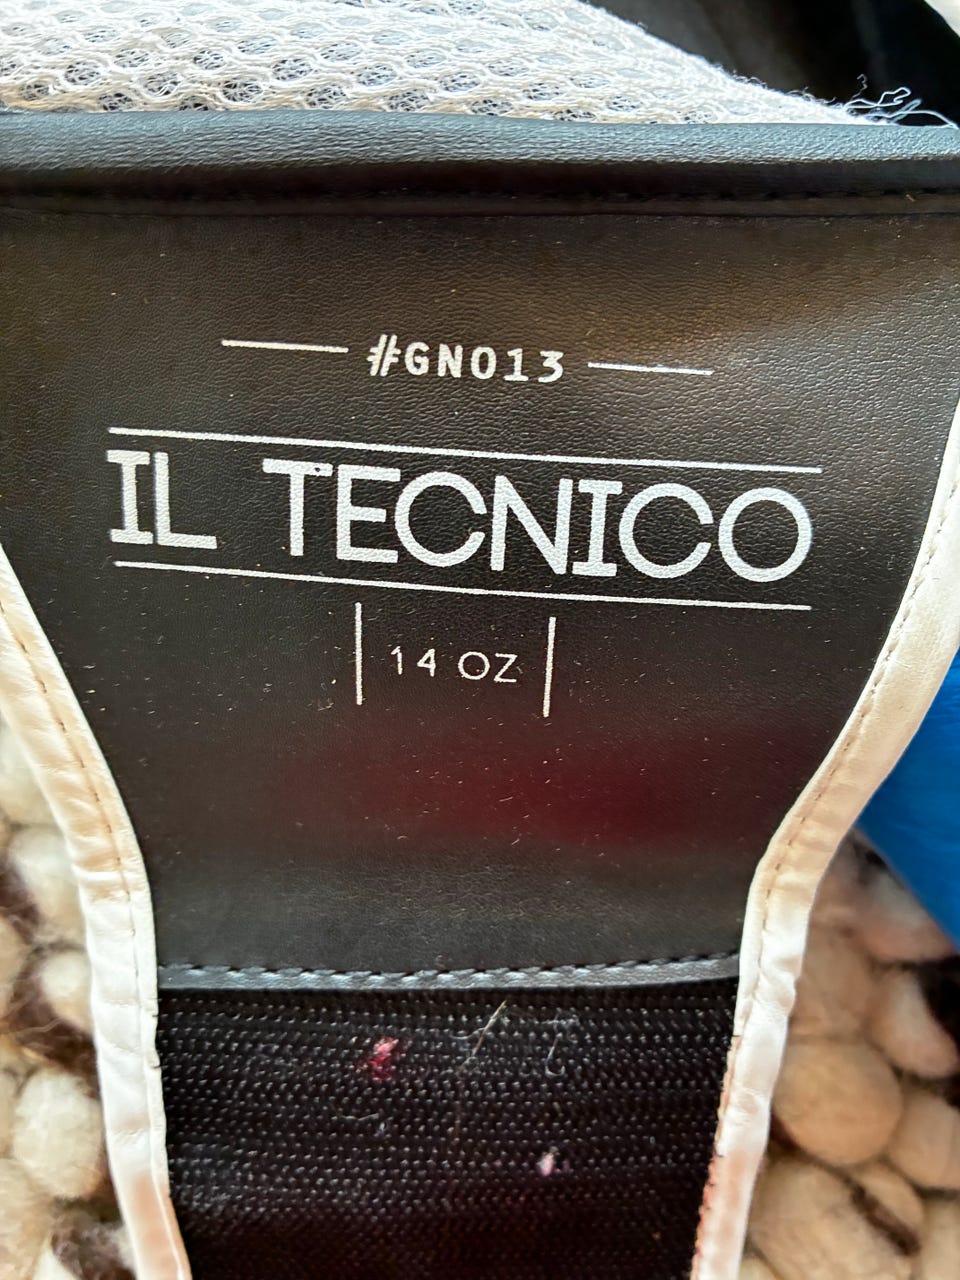 #GN013
IL TECNICO
14 OZ